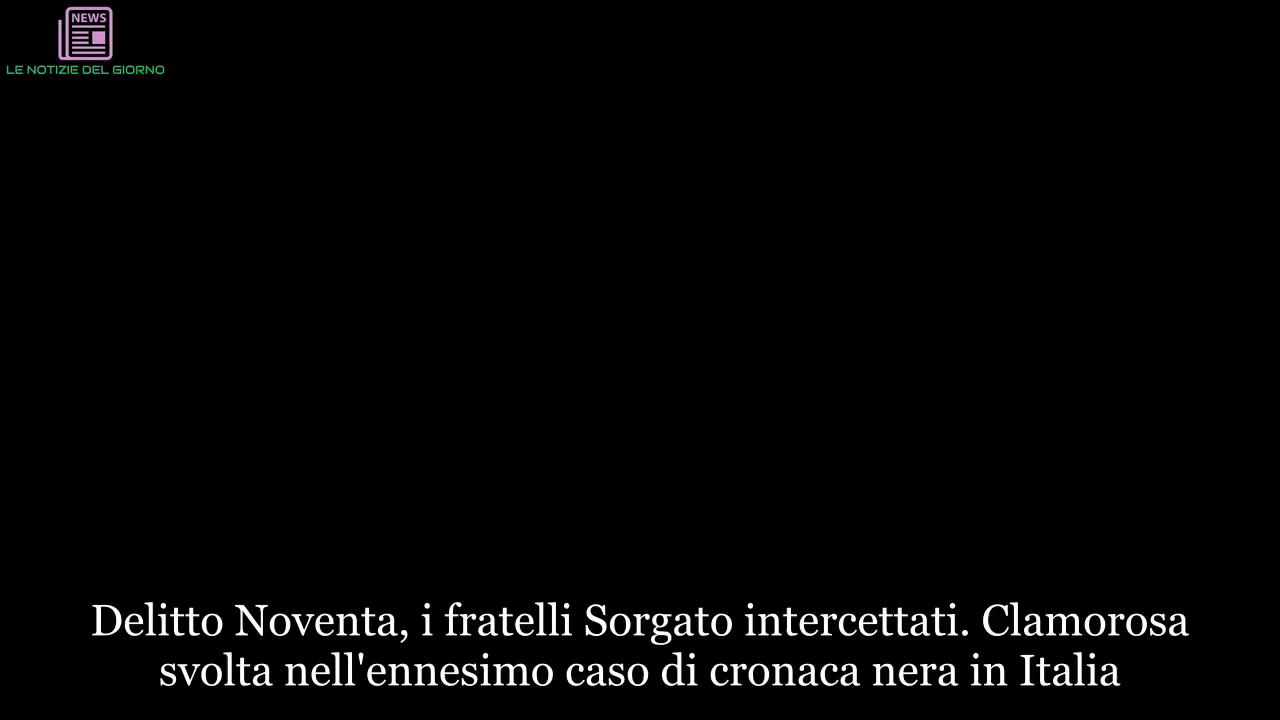 NEWS
LE NOTIZIE DEL GIORNO
Delitto Noventa, i fratelli Sorgato intercettati. Clamorosa
svolta nell'ennesimo caso di cronaca nera in Italia